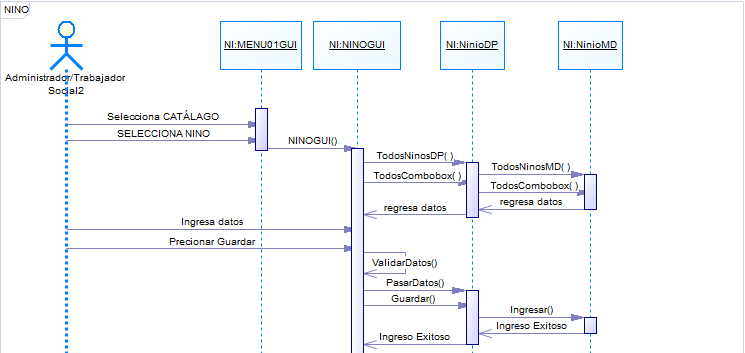 NINO
NI:MENU01GUI
NI:NINOGUI
NI:NinioDP
NI:NinioMD
Administrador/Trabajador
Social2
Selecciona CATÁLAGO
SELECCIONA NINO
NINOGUI()
TodosNinosDP( )
TodosNinosMD( )
TodosCombobox( )
TodosCombobox( )
regresa datos
regresa datos
Ingresa datos
Precionar Guardar
ValidarDatos()
PasarDatos()
Guardar()
Ingresar()
Ingreso Exitoso
Ingreso Exitoso